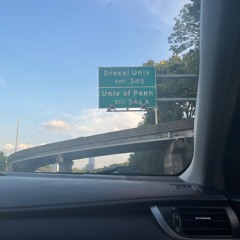 Drexel Univ
EXIT 345
Univ of Penn
EXIT 346 A